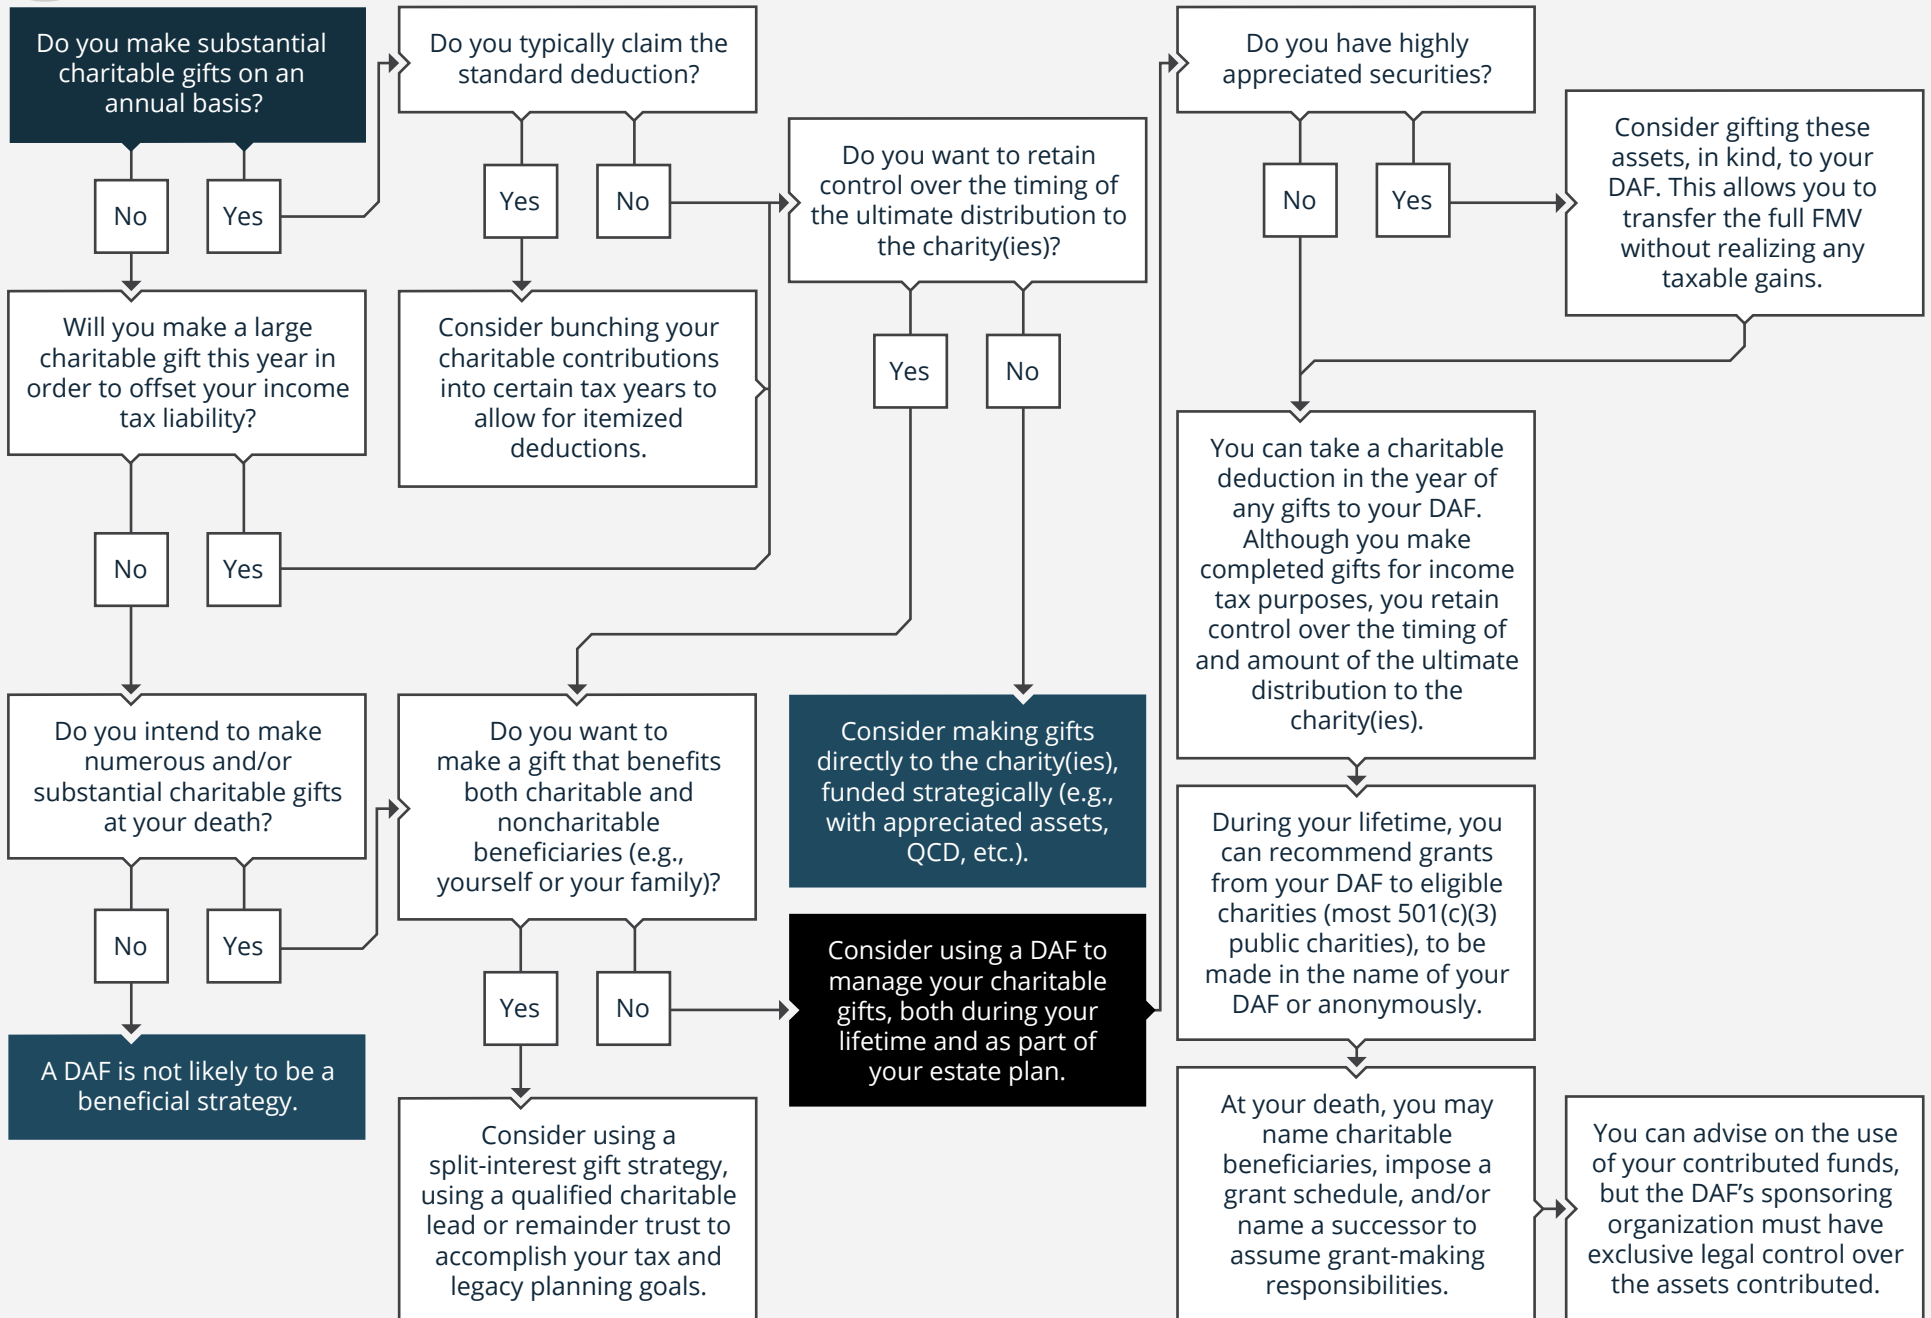 Do you make substantial
charitable gifts on an
annual basis?
No
Yes
Will you make a large
charitable gift this year in
order to offset your income
tax liability?
No
Yes
Do you intend to make
numerous and/or
substantial charitable gifts
at your death?
No
Yes
A DAF is not likely to be a
beneficial strategy.
Do you typically claim the
standard deduction?
Yes
No
Consider bunching your
charitable contributions
into certain tax years to
allow for itemized
deductions.
Do you want to retain
control over the timing of
the ultimate distribution to
the charity(ies)?
Yes
No
Do you want to
make a gift that benefits
both charitable and
noncharitable
beneficiaries (e.g.,
yourself or your family)?
Yes
No
Consider using a
split-interest gift strategy,
using a qualified charitable
lead or remainder trust to
accomplish your tax and
legacy planning goals.
Consider making gifts
directly to the charity(ies),
funded strategically (e.g.,
with appreciated assets,
QCD, etc.).
Consider using a DAF to
manage your charitable
gifts, both during your
lifetime and as part of
your estate plan.
Do you have highly
appreciated securities?
No
Yes
Consider gifting these
assets, in kind, to your
DAF. This allows you to
transfer the full FMV
without realizing any
taxable gains.
You can take a charitable
deduction in the year of
any gifts to your DAF.
Although you make
completed gifts for income
tax purposes, you retain
control over the timing of
and amount of the ultimate
distribution to the
charity(ies).
During your lifetime, you
can recommend grants
from your DAF to eligible
charities (most 501(c)(3)
public charities), to be
made in the name of your
DAF or anonymously.
At your death, you may
name charitable
beneficiaries, impose a
grant schedule, and/or
name a successor to
assume grant-making
responsibilities.
You can advise on the use
of your contributed funds,
but the DAF’s sponsoring
organization must have
exclusive legal control over
the assets contributed.